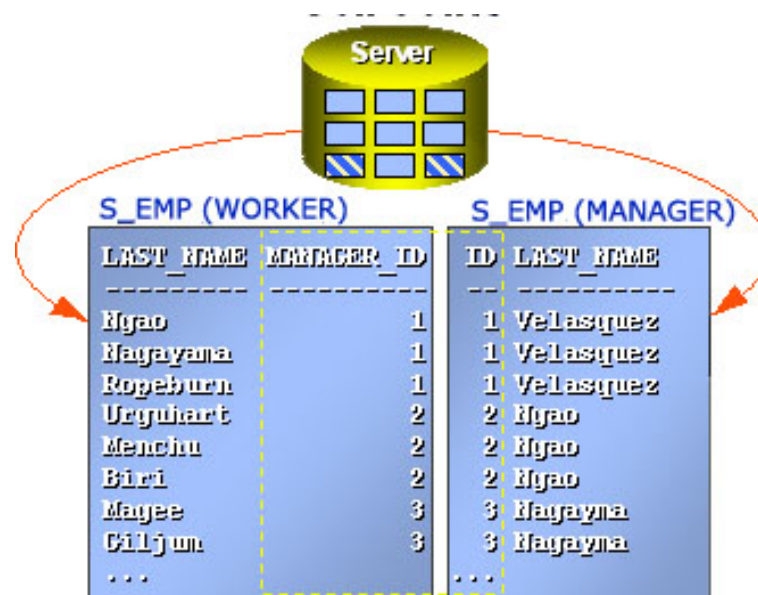 Server
S_EMP (WORKER)
LAST_NAME MANAGER_ID
--------- ----------
Ngao 1
Nagayama 1
Ropeburn 1
Urguhart 2
Menchu 2
Biri 2
Magee 3
Giljum 3
...
S_EMP (MANAGER)
ID LAST_NAME
-- ----------
1 Velasquez
1 Velasquez
1 Velasquez
2 Ngao
2 Ngao
2 Ngao
3 Nagayma
3 Nagayma
...